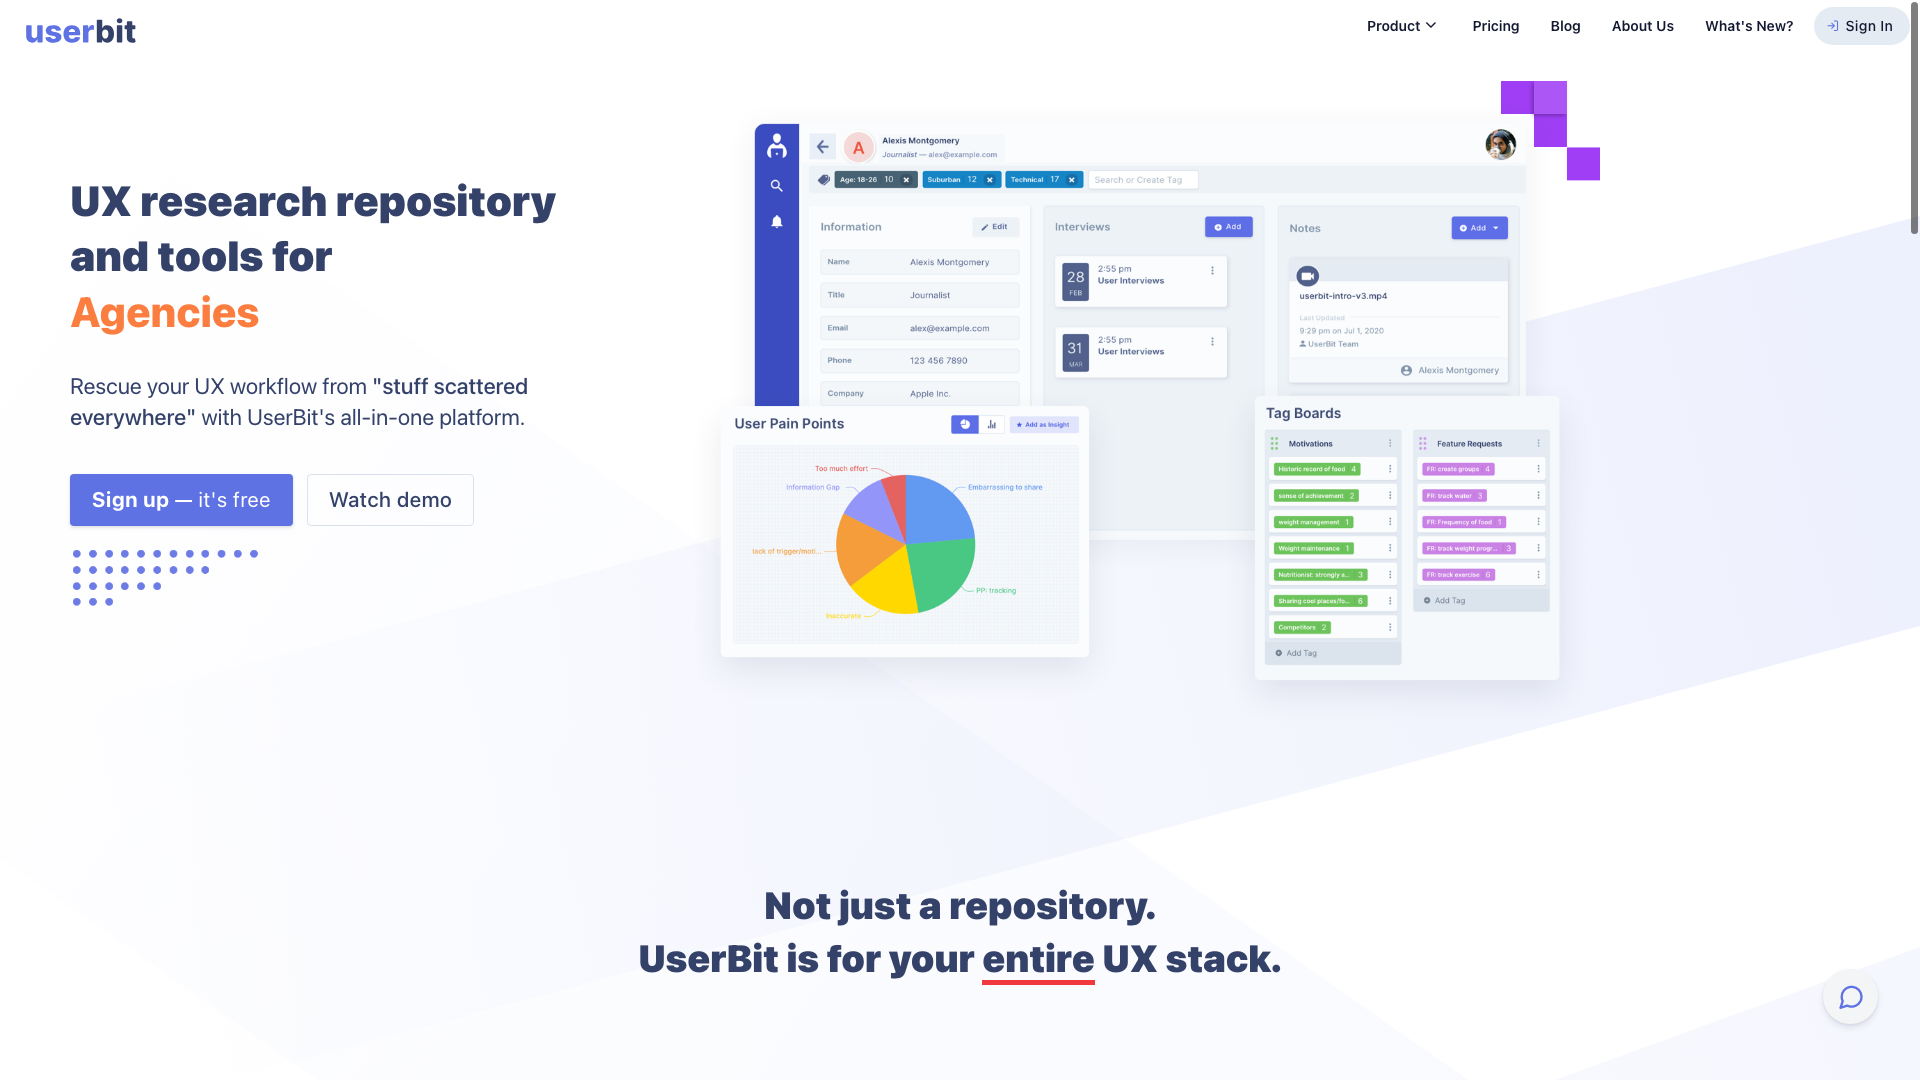 userbit
Product
Pricing
Blog
About Us
What's New?
Sign In
UX research repository
and tools for
Agencies
Rescue your UX workflow from "stuff scattered
everywhere" with UserBit's all-in-one platform.
Sign up — it's free
Watch demo
Alexis Montgomery
Journalist — alex@example.com
A
Age: 18-26 10
Suburban 12
Technical 17
Search or Create Tag
Information
Edit
Name Alexis Montgomery
Title Journalist
Email alex@example.com
Phone 123 456 7890
Company Apple Inc.
Interviews
Add
28
FEB
2:55 pm
User Interviews
31
MAR
2:55 pm
User Interviews
Notes
Add
userbit-intro-v3.mp4
Last Updated
9:29 pm on Jul 1, 2020
UserBit Team
Alexis Montgomery
User Pain Points
Add as Insight
Too much effort
Information Gap
Embarrassing to share
lack of trigger/moti...
PP: tracking
Inaccurate
Tag Boards
Motivations
Historic record of food 4
sense of achievement 2
weight management 1
Weight maintenance 1
Nutritionist: strongly a... 3
Sharing cool places/fo... 6
Competitors 2
Add Tag
Feature Requests
FR: create groups 4
FR: track water 3
FR: Frequency of food 1
FR: track weight progr... 3
FR: track exercise 6
Add Tag
Not just a repository.
UserBit is for your entire UX stack.